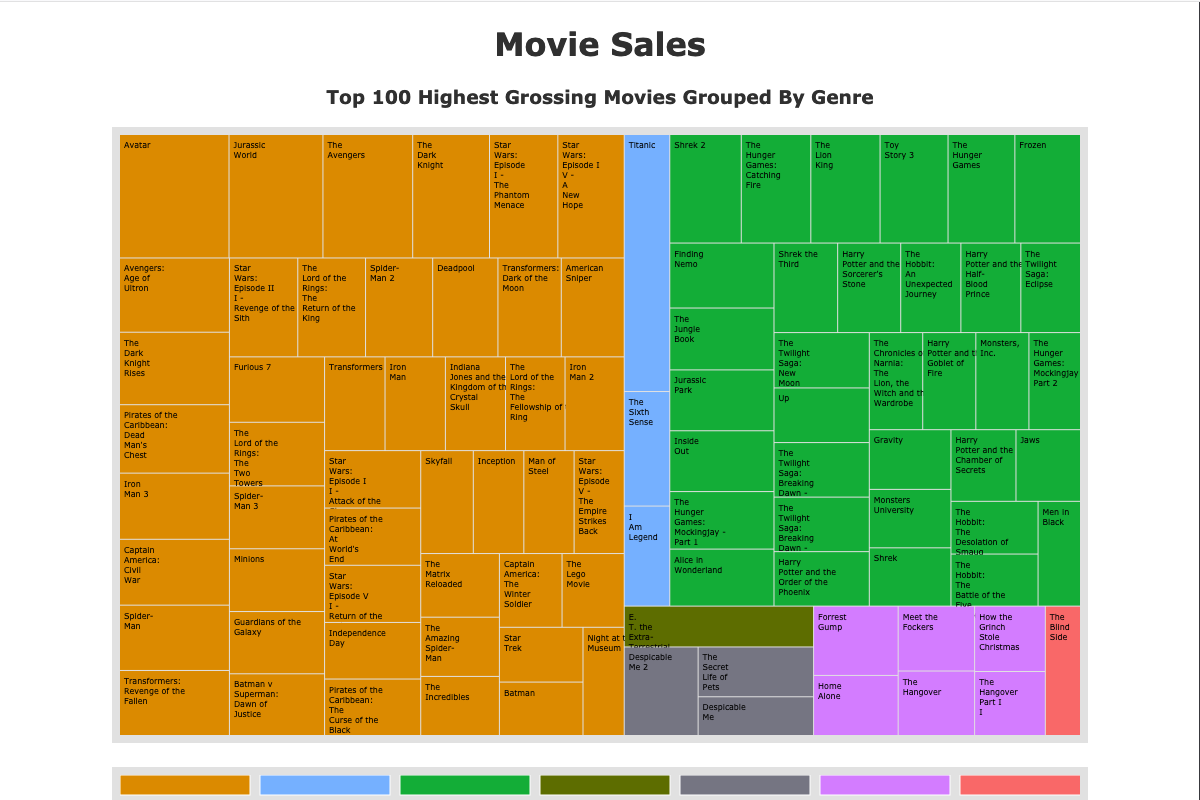 Movie Sales
Top 100 Highest Grossing Movies Grouped By Genre
Avatar
Jurassic
World
The
Avengers
The
Dark
Knight
Star
Wars:
Episode
I -
The
Phantom
Menace
Star
Wars:
Episode I
V -
A
New
Hope
Avengers:
Age of
Ultron
The
Dark
Knight
Rises
Pirates of the
Caribbean:
Dead
Man's
Chest
Iron
Man 3
Captain
America:
Civil
War
Spider-
Man
Transformers:
Revenge of the
Fallen
Star
Wars:
Episode II
I -
Revenge of the
Sith
The
Lord of the
Rings:
The
Return of the
King
Spider-
Man 2
Deadpool
Transformers:
Dark of the
Moon
American
Sniper
Furious 7
The
Lord of the
Rings:
The
Two
Towers
Spider-
Man 3
Minions
Guardians of the
Galaxy
Batman v
Superman:
Dawn of
Justice
Transformers
Iron
Man
Indiana
Jones and the
Kingdom of the
Crystal
Skull
The
Lord of the
Rings:
The
Fellowship of
Ring
Iron
Man 2
Star
Wars:
Episode I
I -
Attack of the
Pirates of the
Caribbean:
At
World's
End
Star
Wars:
Episode V
I -
Return of the
Independence
Day
Pirates of the
Caribbean:
The
Curse of the
Black
Skyfall
Inception
Man of
Steel
Star
Wars:
Episode
V -
The
Empire
Strikes
Back
The
Matrix
Reloaded
The
Amazing
Spider-
Man
The
Incredibles
Captain
America:
The
Winter
Soldier
The
Lego
Movie
Star
Trek
Batman
Night at t
Museum
Titanic
The
Sixth
Sense
I
Am
Legend
Shrek 2
The
Hunger
Games:
Catching
Fire
The
Lion
King
Toy
Story 3
The
Hunger
Games
Frozen
Finding
Nemo
The
Jungle
Book
Jurassic
Park
Inside
Out
The
Hunger
Games:
Mockingjay -
Part 1
Alice in
Wonderland
Shrek the
Third
Harry
Potter and the
Sorcerer's
Stone
The
Hobbit:
An
Unexpected
Journey
Harry
Potter and the
Half-
Blood
Prince
The
Twilight
Saga:
Eclipse
The
Twilight
Saga:
New
Moon
Up
The
Twilight
Saga:
Breaking
Dawn -
The
Twilight
Saga:
Breaking
Dawn -
Harry
Potter and the
Order of the
Phoenix
The
Chronicles o
Narnia:
The
Lion, the
Witch and th
Wardrobe
Harry
Potter and t
Goblet of
Fire
Monsters,
Inc.
The
Hunger
Games:
Mockingjay
Part 2
Gravity
Monsters
University
Shrek
Harry
Potter and the
Chamber of
Secrets
Jaws
The
Hobbit:
The
Desolation of
Smaug
Men in
Black
The
Hobbit:
The
Battle of the
Five
E.
T. the
Extra-
Terrestrial
Despicable
Me 2
The
Secret
Life of
Pets
Despicable
Me
Forrest
Gump
Home
Alone
Meet the
Fockers
The
Hangover
How the
Grinch
Stole
Christmas
The
Hangover
Part I
I
The
Blind
Side